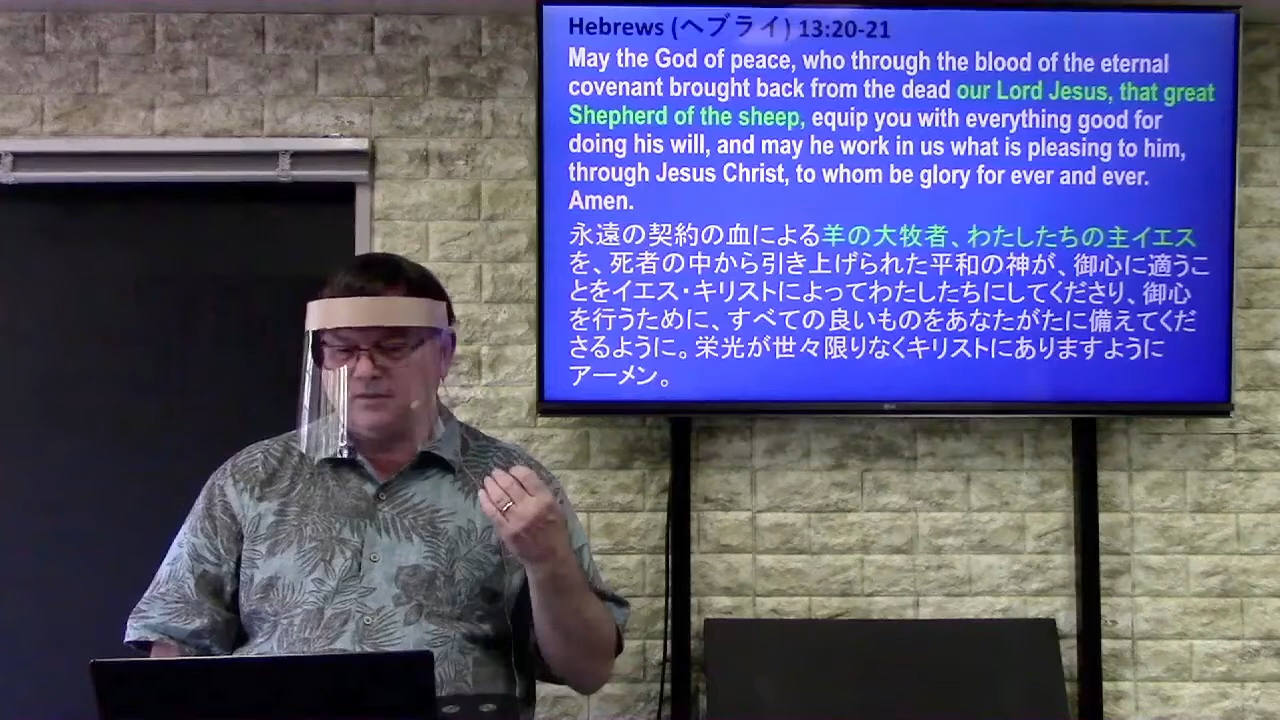 Hebrews (ヘブライ) 13:20-21
May the God of peace, who through the blood of the eternal
covenant brought back from the dead our Lord Jesus, that great
Shepherd of the sheep, equip you with everything good for
doing his will, and may he work in us what is pleasing to him,
through Jesus Christ, to whom be glory for ever and ever.
Amen.
永遠の契約の血による羊の大牧者、わたしたちの主イエス
を、死者の中から引き上げられた平和の神が、御心に適うこ
とをイエス・キリストによってわたしたちにしてくださり、御心
を行うために、すべての良いものをあなたがたに備えてくだ
さるように。栄光が世々限りなくキリストにありますように
アーメン。